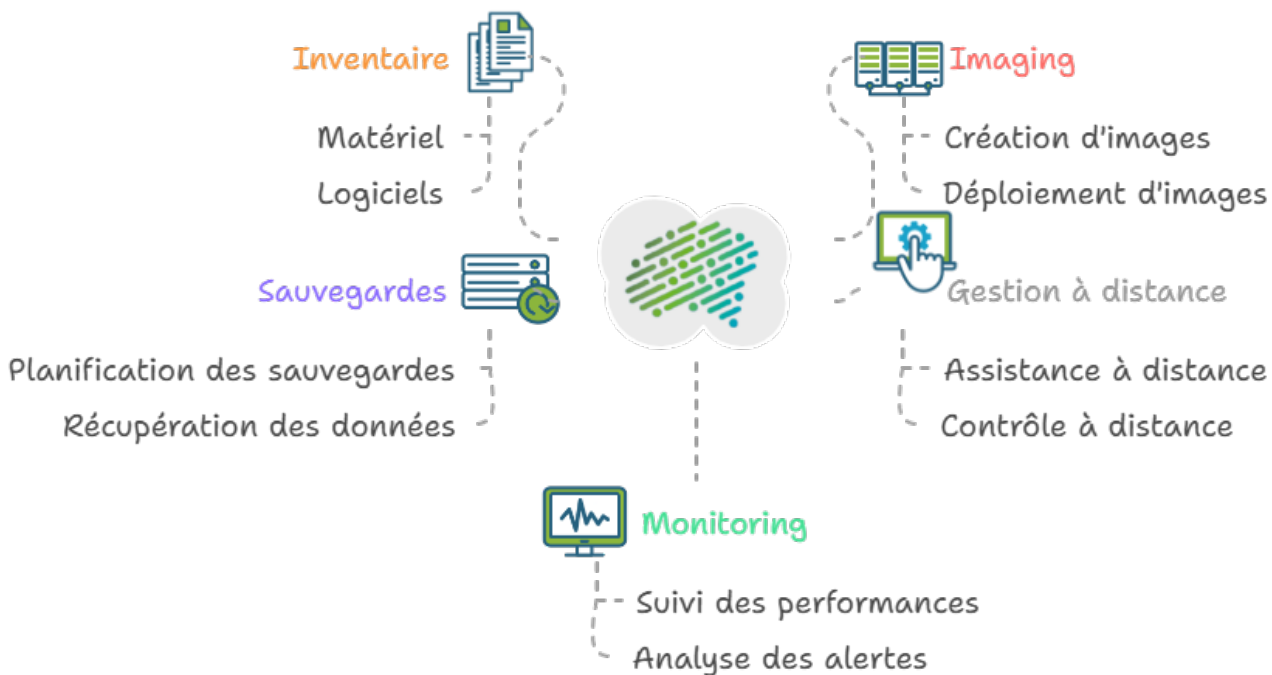 Inventaire
Matériel
Logiciels
Imaging
Création d'images
Déploiement d'images
Sauvegardes
Planification des sauvegardes
Récupération des données
Gestion à distance
Assistance à distance
Contrôle à distance
Monitoring
Suivi des performances
Analyse des alertes